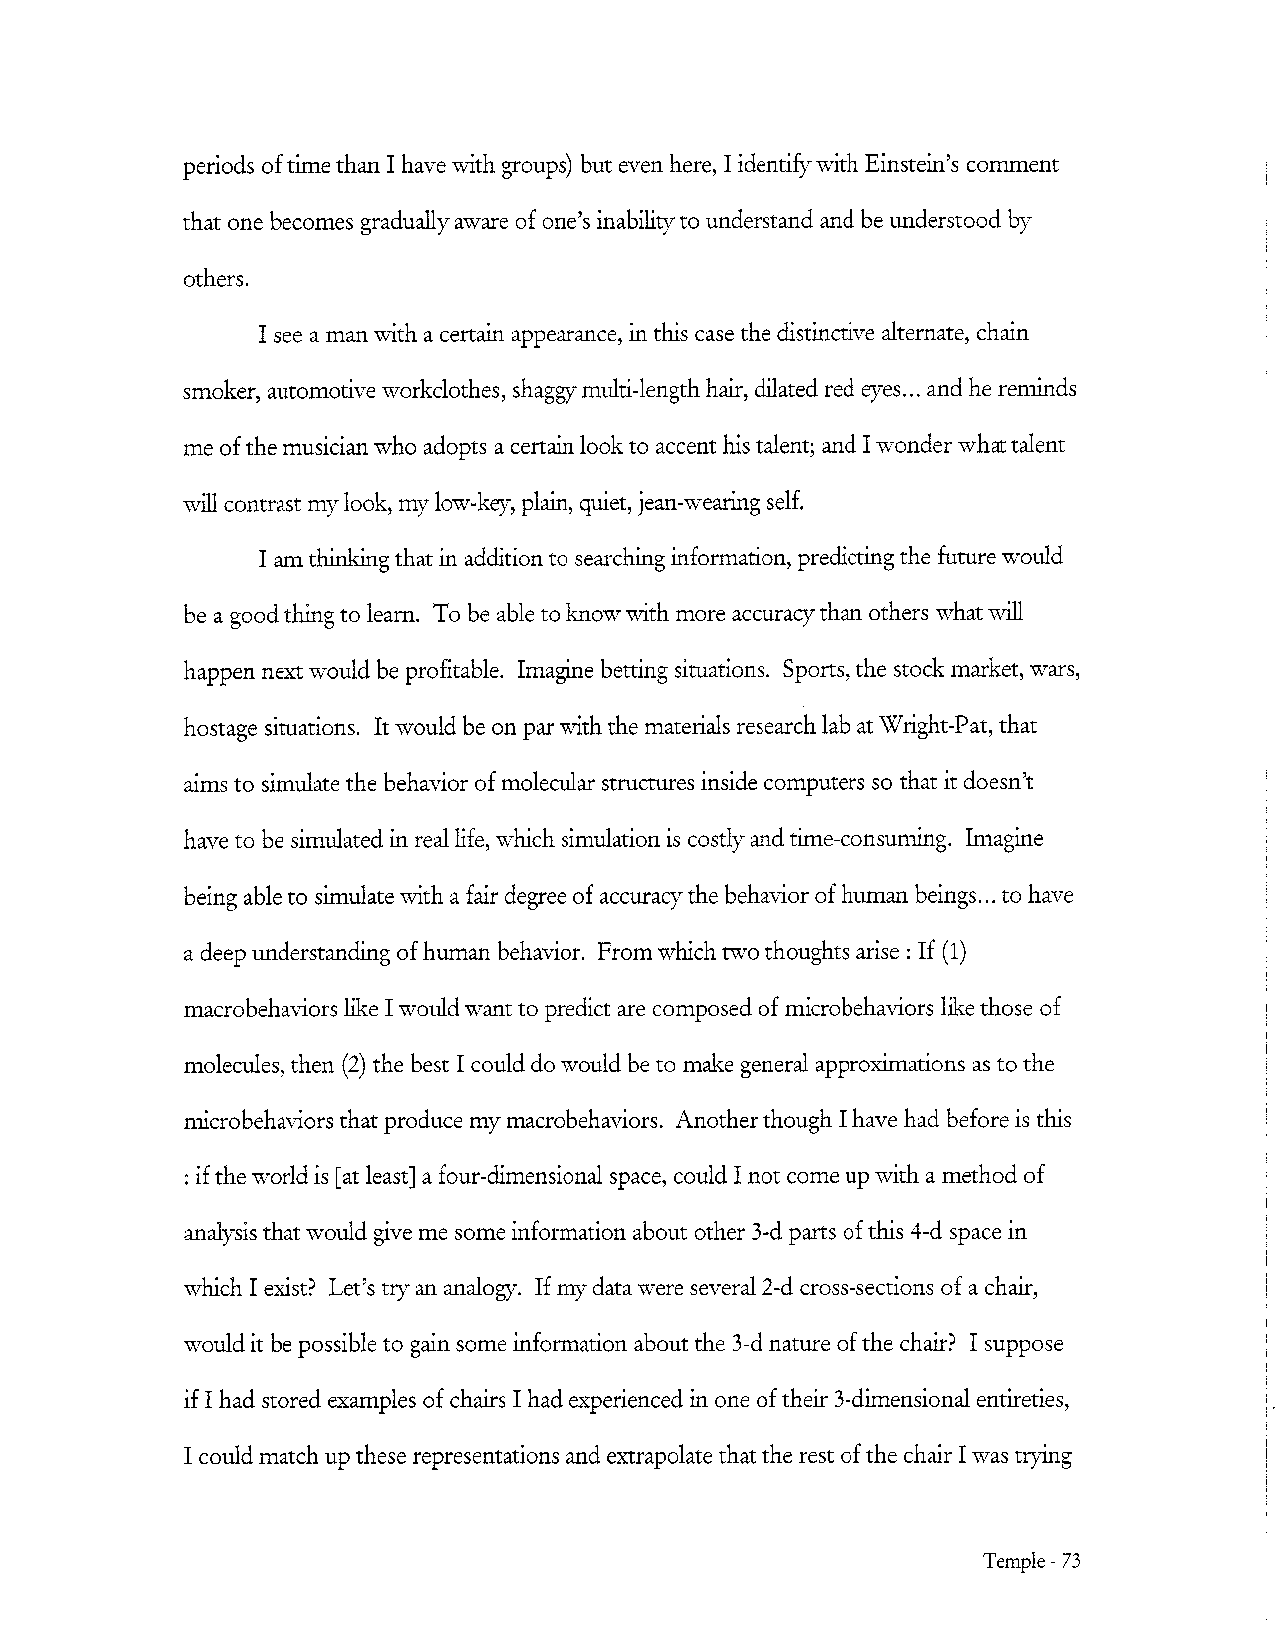 periods of time than I have with groups) but even here, I identify with Einstein's comment
that one becomes gradually aware of one's inability to understand and be understood by
others.
I see a man with a certain appearance, in this case the distinctive alternate, chain
smoker, automotive workclothes, shaggy multi-length hair, dilated red eyes... and he reminds
me of the musician who adopts a certain look to accent his talent; and I wonder what talent
will contrast my look, my low-key, plain, quiet, jean-wearing self.
I am thinking that in addition to searching information, predicting the future would
be a good thing to learn. To be able to know with more accuracy than others what will
happen next would be profitable. Imagine betting situations. Sports, the stock market, wars,
hostage situations. It would be on par with the materials research lab at Wright-Pat, that
aims to simulate the behavior of molecular structures inside computers so that it doesn't
have to be simulated in real life, which simulation is costly and time-consuming. Imagine
being able to simulate with a fair degree of accuracy the behavior of human beings... to have
a deep understanding of human behavior. From which two thoughts arise : If (1)
macrobehaviors like I would want to predict are composed of microbehaviors like those of
molecules, then (2) the best I could do would be to make general approximations as to the
microbehaviors that produce my macrobehaviors. Another though I have had before is this
: if the world is [at least] a four-dimensional space, could I not come up with a method of
analysis that would give me some information about other 3-d parts of this 4-d space in
which I exist? Let's try an analogy. If my data were several 2-d cross-sections of a chair,
would it be possible to gain some information about the 3-d nature of the chair? I suppose
if I had stored examples of chairs I had experienced in one of their 3-dimensional entireties,
I could match up these representations and extrapolate that the rest of the chair I was trying
Temple - 73